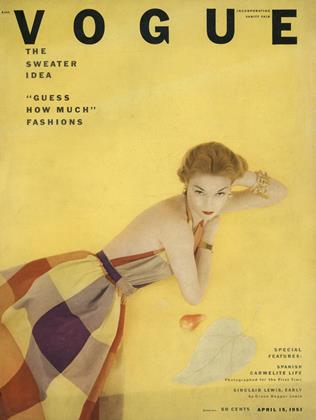 VOGUE
INCORPORATING
VANITY FAIR
THE
SWEATER
IDEA
"GUESS
HOW MUCH"
FASHIONS
SPECIAL
FEATURES:
SPANISH
CARMELITE LIFE
Photographed for the First Time
SINCLAIR LEWIS, EARLY
by Grace Hegger Lewis
50 CENTS APRIL 15, 1951